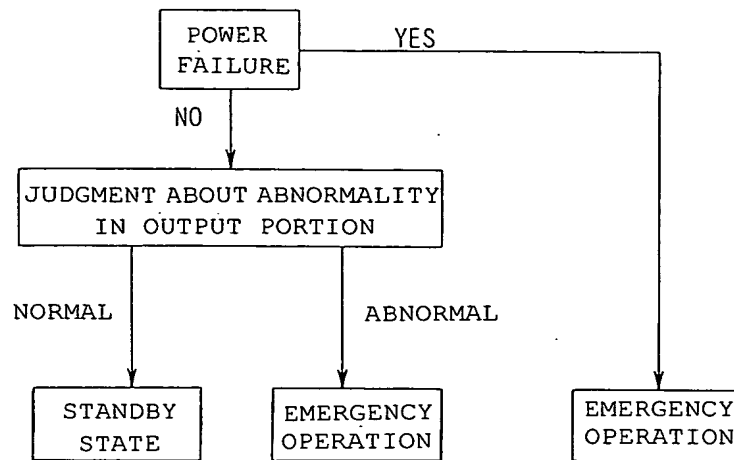 POWER
FAILURE
YES
NO
JUDGMENT ABOUT ABNORMALITY
IN OUTPUT PORTION
NORMAL
ABNORMAL
STANDBY
STATE
EMERGENCY
OPERATION
EMERGENCY
OPERATION